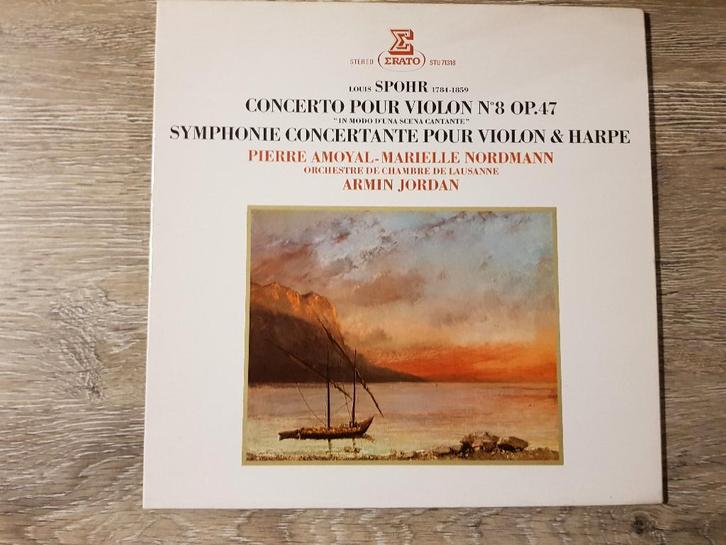 Σ
STEREO ERATO STU 71318
LOUIS SPOHR 1784-1859
CONCERTO POUR VIOLON N°8 OP.47
"IN MODO D'UNA SCENA CANTANTE"
SYMPHONIE CONCERTANTE POUR VIOLON & HARPE
PIERRE AMOYAL-MARIELLE NORDMANN
ORCHESTRE DE CHAMBRE DE LAUSANNE
ARMIN JORDAN